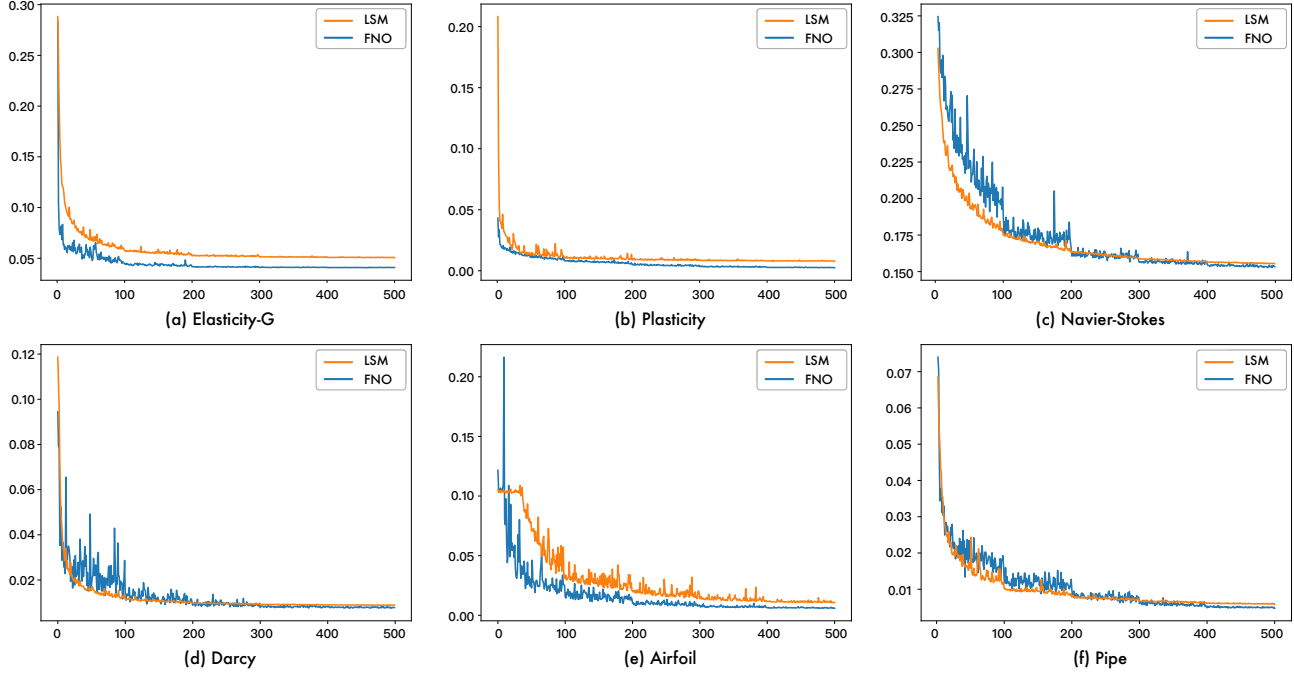 0.30
0.25
0.20
0.15
0.10
0.05
LSM
FNO
0 100 200 300 400 500
(a) Elasticity-G
0.20
0.15
0.10
0.05
0.00
LSM
FNO
0 100 200 300 400 500
(b) Plasticity
0.325
0.300
0.275
0.250
0.225
0.200
0.175
0.150
LSM
FNO
0 100 200 300 400 500
(c) Navier-Stokes
0.12
0.10
0.08
0.06
0.04
0.02
LSM
FNO
0 100 200 300 400 500
(d) Darcy
0.20
0.15
0.10
0.05
0.00
LSM
FNO
0 100 200 300 400 500
(e) Airfoil
0.07
0.06
0.05
0.04
0.03
0.02
0.01
LSM
FNO
0 100 200 300 400 500
(f) Pipe